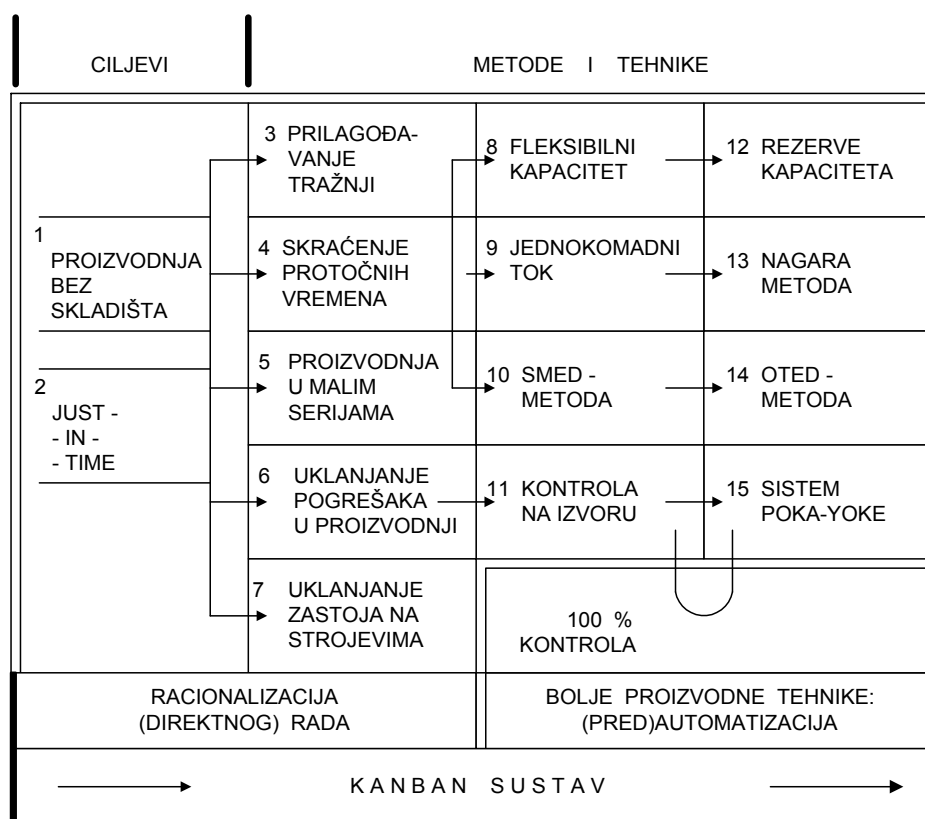 CILJEVI
METODE I TEHNIKE
1
PROIZVODNJA
BEZ
SKLADIŠTA
2
JUST -
- IN -
- TIME
3 PRILAGOĐA-
VANJE
TRAŽNJI
4 SKRAĆENJE
PROTOČNIH
VREMENA
5 PROIZVODNJA
U MALIM
SERIJAMA
6 UKLANJANJE
POGREŠAKA
U PROIZVODNJI
7 UKLANJANJE
ZASTOJA NA
STROJEVIMA
8 FLEKSIBILNI
KAPACITET
9 JEDNOKOMADNI
TOK
10 SMED -
METODA
11 KONTROLA
NA IZVORU
12 REZERVE
KAPACITETA
13 NAGARA
METODA
14 OTED -
METODA
15 SISTEM
POKA-YOKE
100 %
KONTROLA
RACIONALIZACIJA
(DIREKTNOG) RADA
BOLJE PROIZVODNE TEHNIKE:
(PRED)AUTOMATIZACIJA
KANBAN SUSTAV